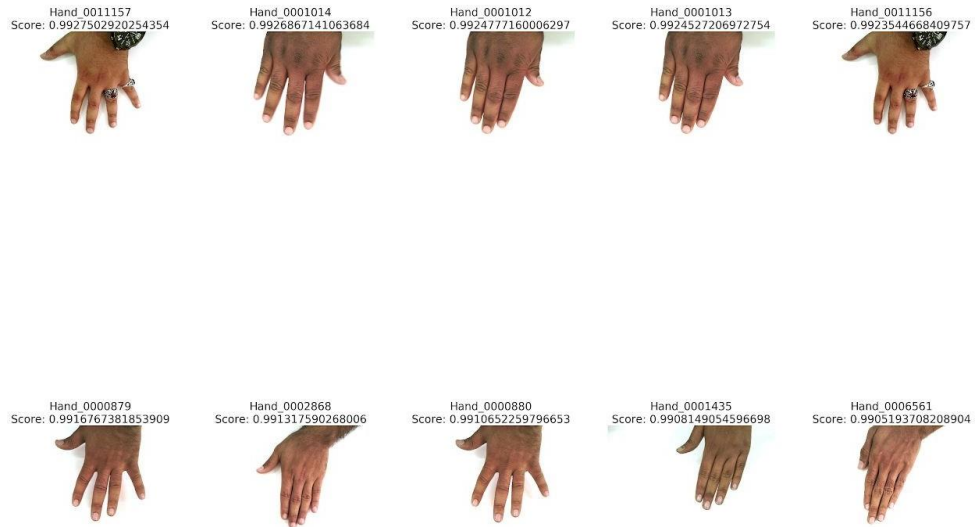 Hand_0011157
Score: 0.9927502920254354
Hand_0001014
Score: 0.9926867141063684
Hand_0001012
Score: 0.9924777160006297
Hand_0001013
Score: 0.9924527206972754
Hand_0011156
Score: 0.9923544668409757
Hand_0000879
Score: 0.9916767381853909
Hand_0002868
Score: 0.991317590268006
Hand_0000880
Score: 0.9910652259796653
Hand_0001435
Score: 0.9908149054596698
Hand_0006561
Score: 0.9905193708208904